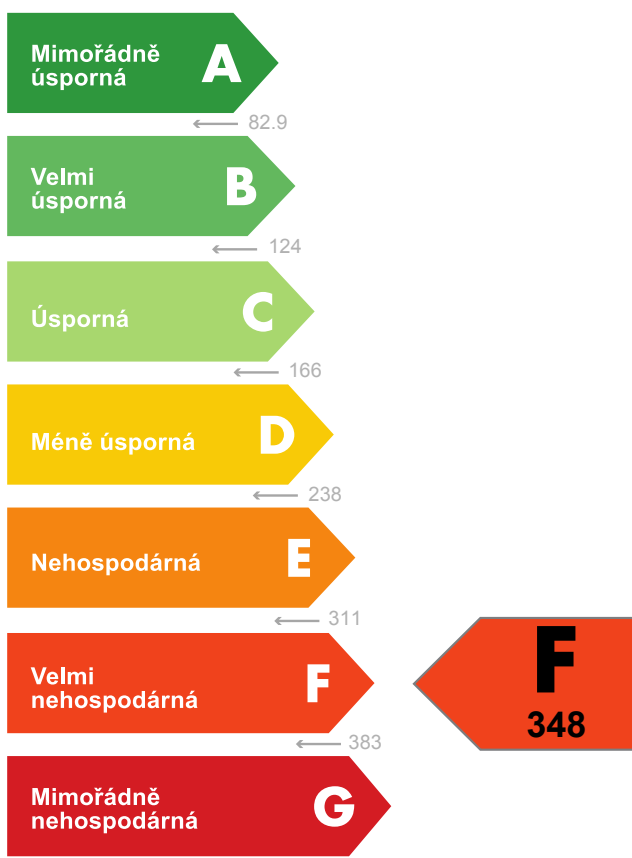 Mimořádně
úsporná
A
82.9
Velmi
úsporná
B
124
Úsporná
C
166
Méně úsporná
D
238
Nehospodárná
E
311
Velmi
nehospodárná
F
F
348
383
Mimořádně
nehospodárná
G